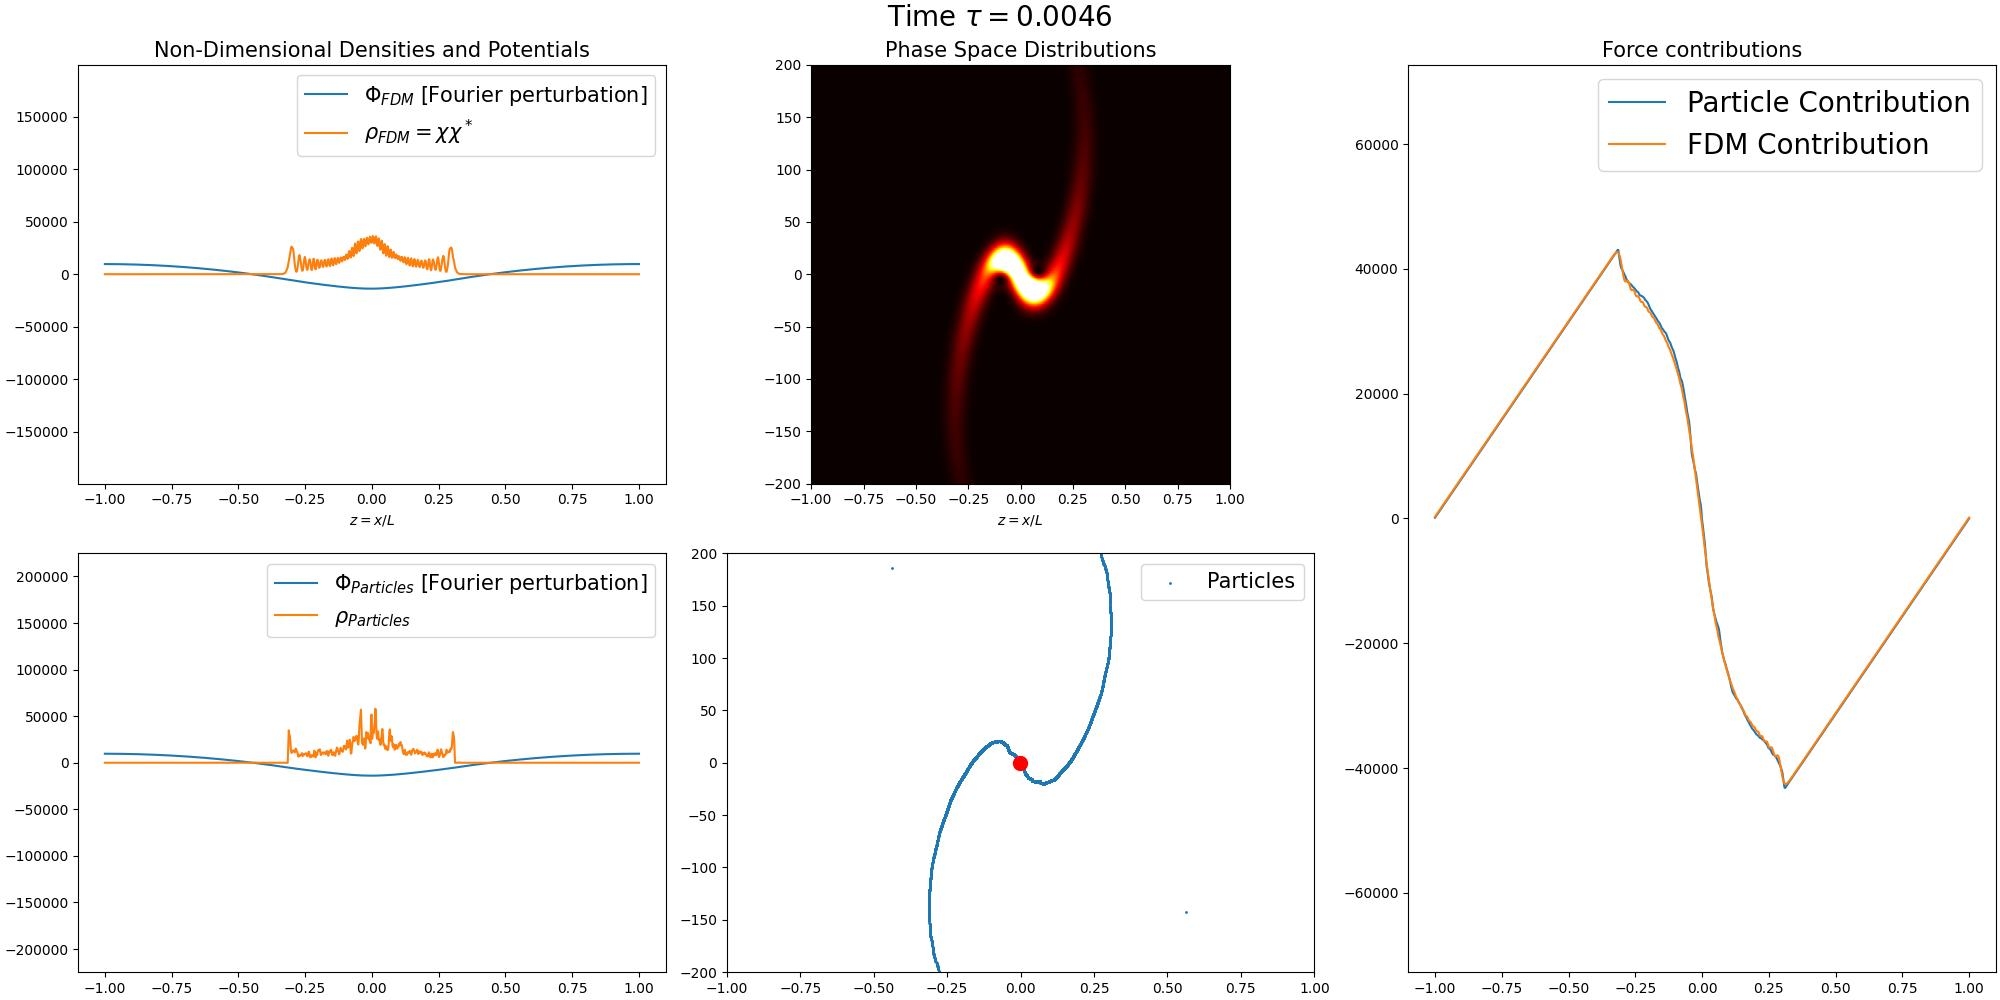 Time τ = 0.0046
Non-Dimensional Densities and Potentials
Φ_FDM [Fourier perturbation]
ρ_FDM = χχ*
150000
100000
50000
0
−50000
−100000
−150000
−1.00 −0.75 −0.50 −0.25 0.00 0.25 0.50 0.75 1.00
z = x/L
Phase Space Distributions
200
150
100
50
0
−50
−100
−150
−200
−1.00 −0.75 −0.50 −0.25 0.00 0.25 0.50 0.75 1.00
z = x/L
Force contributions
Particle Contribution
FDM Contribution
60000
40000
20000
0
−20000
−40000
−60000
−1.00 −0.75 −0.50 −0.25 0.00 0.25 0.50 0.75 1.00
Φ_Particles [Fourier perturbation]
ρ_Particles
200000
150000
100000
50000
0
−50000
−100000
−150000
−200000
−1.00 −0.75 −0.50 −0.25 0.00 0.25 0.50 0.75 1.00
Particles
200
150
100
50
0
−50
−100
−150
−200
−1.00 −0.75 −0.50 −0.25 0.00 0.25 0.50 0.75 1.00